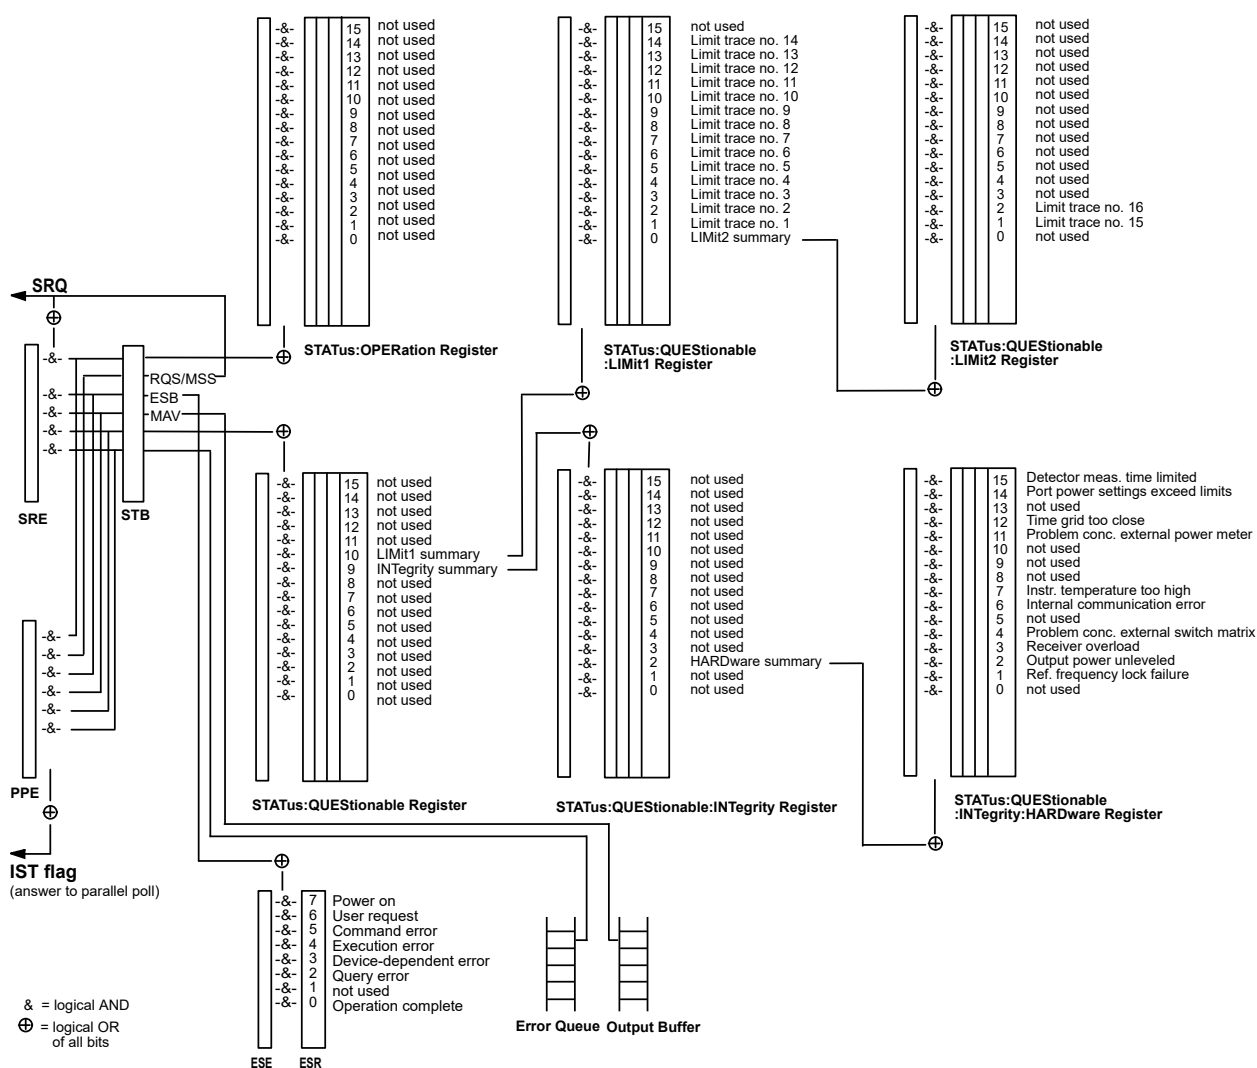 -&- 15 not used
-&- 14 not used
-&- 13 not used
-&- 12 not used
-&- 11 not used
-&- 10 not used
-&- 9 not used
-&- 8 not used
-&- 7 not used
-&- 6 not used
-&- 5 not used
-&- 4 not used
-&- 3 not used
-&- 2 not used
-&- 1 not used
-&- 0 not used
STATus:OPERation Register
-&- 15 not used
-&- 14 Limit trace no. 14
-&- 13 Limit trace no. 13
-&- 12 Limit trace no. 12
-&- 11 Limit trace no. 11
-&- 10 Limit trace no. 10
-&- 9 Limit trace no. 9
-&- 8 Limit trace no. 8
-&- 7 Limit trace no. 7
-&- 6 Limit trace no. 6
-&- 5 Limit trace no. 5
-&- 4 Limit trace no. 4
-&- 3 Limit trace no. 3
-&- 2 Limit trace no. 2
-&- 1 Limit trace no. 1
-&- 0 LIMit2 summary
STATus:QUEStionable
:LIMit1 Register
-&- 15 not used
-&- 14 not used
-&- 13 not used
-&- 12 not used
-&- 11 not used
-&- 10 not used
-&- 9 not used
-&- 8 not used
-&- 7 not used
-&- 6 not used
-&- 5 not used
-&- 4 not used
-&- 3 not used
-&- 2 Limit trace no. 16
-&- 1 Limit trace no. 15
-&- 0 not used
STATus:QUEStionable
:LIMit2 Register
SRQ
-&-
RQS/MSS
-&- ESB
-&- MAV
-&-
-&-
SRE
STB
-&- 15 not used
-&- 14 not used
-&- 13 not used
-&- 12 not used
-&- 11 not used
-&- 10 LIMit1 summary
-&- 9 INTegrity summary
-&- 8 not used
-&- 7 not used
-&- 6 not used
-&- 5 not used
-&- 4 not used
-&- 3 not used
-&- 2 not used
-&- 1 not used
-&- 0 not used
STATus:QUEStionable Register
-&- 15 not used
-&- 14 not used
-&- 13 not used
-&- 12 not used
-&- 11 not used
-&- 10 not used
-&- 9 not used
-&- 8 not used
-&- 7 not used
-&- 6 not used
-&- 5 not used
-&- 4 not used
-&- 3 not used
-&- 2 HARDware summary
-&- 1 not used
-&- 0 not used
STATus:QUEStionable:INTegrity Register
-&- 15 Detector meas. time limited
-&- 14 Port power settings exceed limits
-&- 13 not used
-&- 12 Time grid too close
-&- 11 Problem conc. external power meter
-&- 10 not used
-&- 9 not used
-&- 8 not used
-&- 7 Instr. temperature too high
-&- 6 Internal communication error
-&- 5 not used
-&- 4 Problem conc. external switch matrix
-&- 3 Receiver overload
-&- 2 Output power unleveled
-&- 1 Ref. frequency lock failure
-&- 0 not used
STATus:QUEStionable
:INTegrity:HARDware Register
-&-
-&-
-&-
-&-
-&-
-&-
PPE
IST flag
(answer to parallel poll)
-&- 7 Power on
-&- 6 User request
-&- 5 Command error
-&- 4 Execution error
-&- 3 Device-dependent error
-&- 2 Query error
-&- 1 not used
-&- 0 Operation complete
ESE
ESR
Error Queue
Output Buffer
& = logical AND
⊕ = logical OR
of all bits